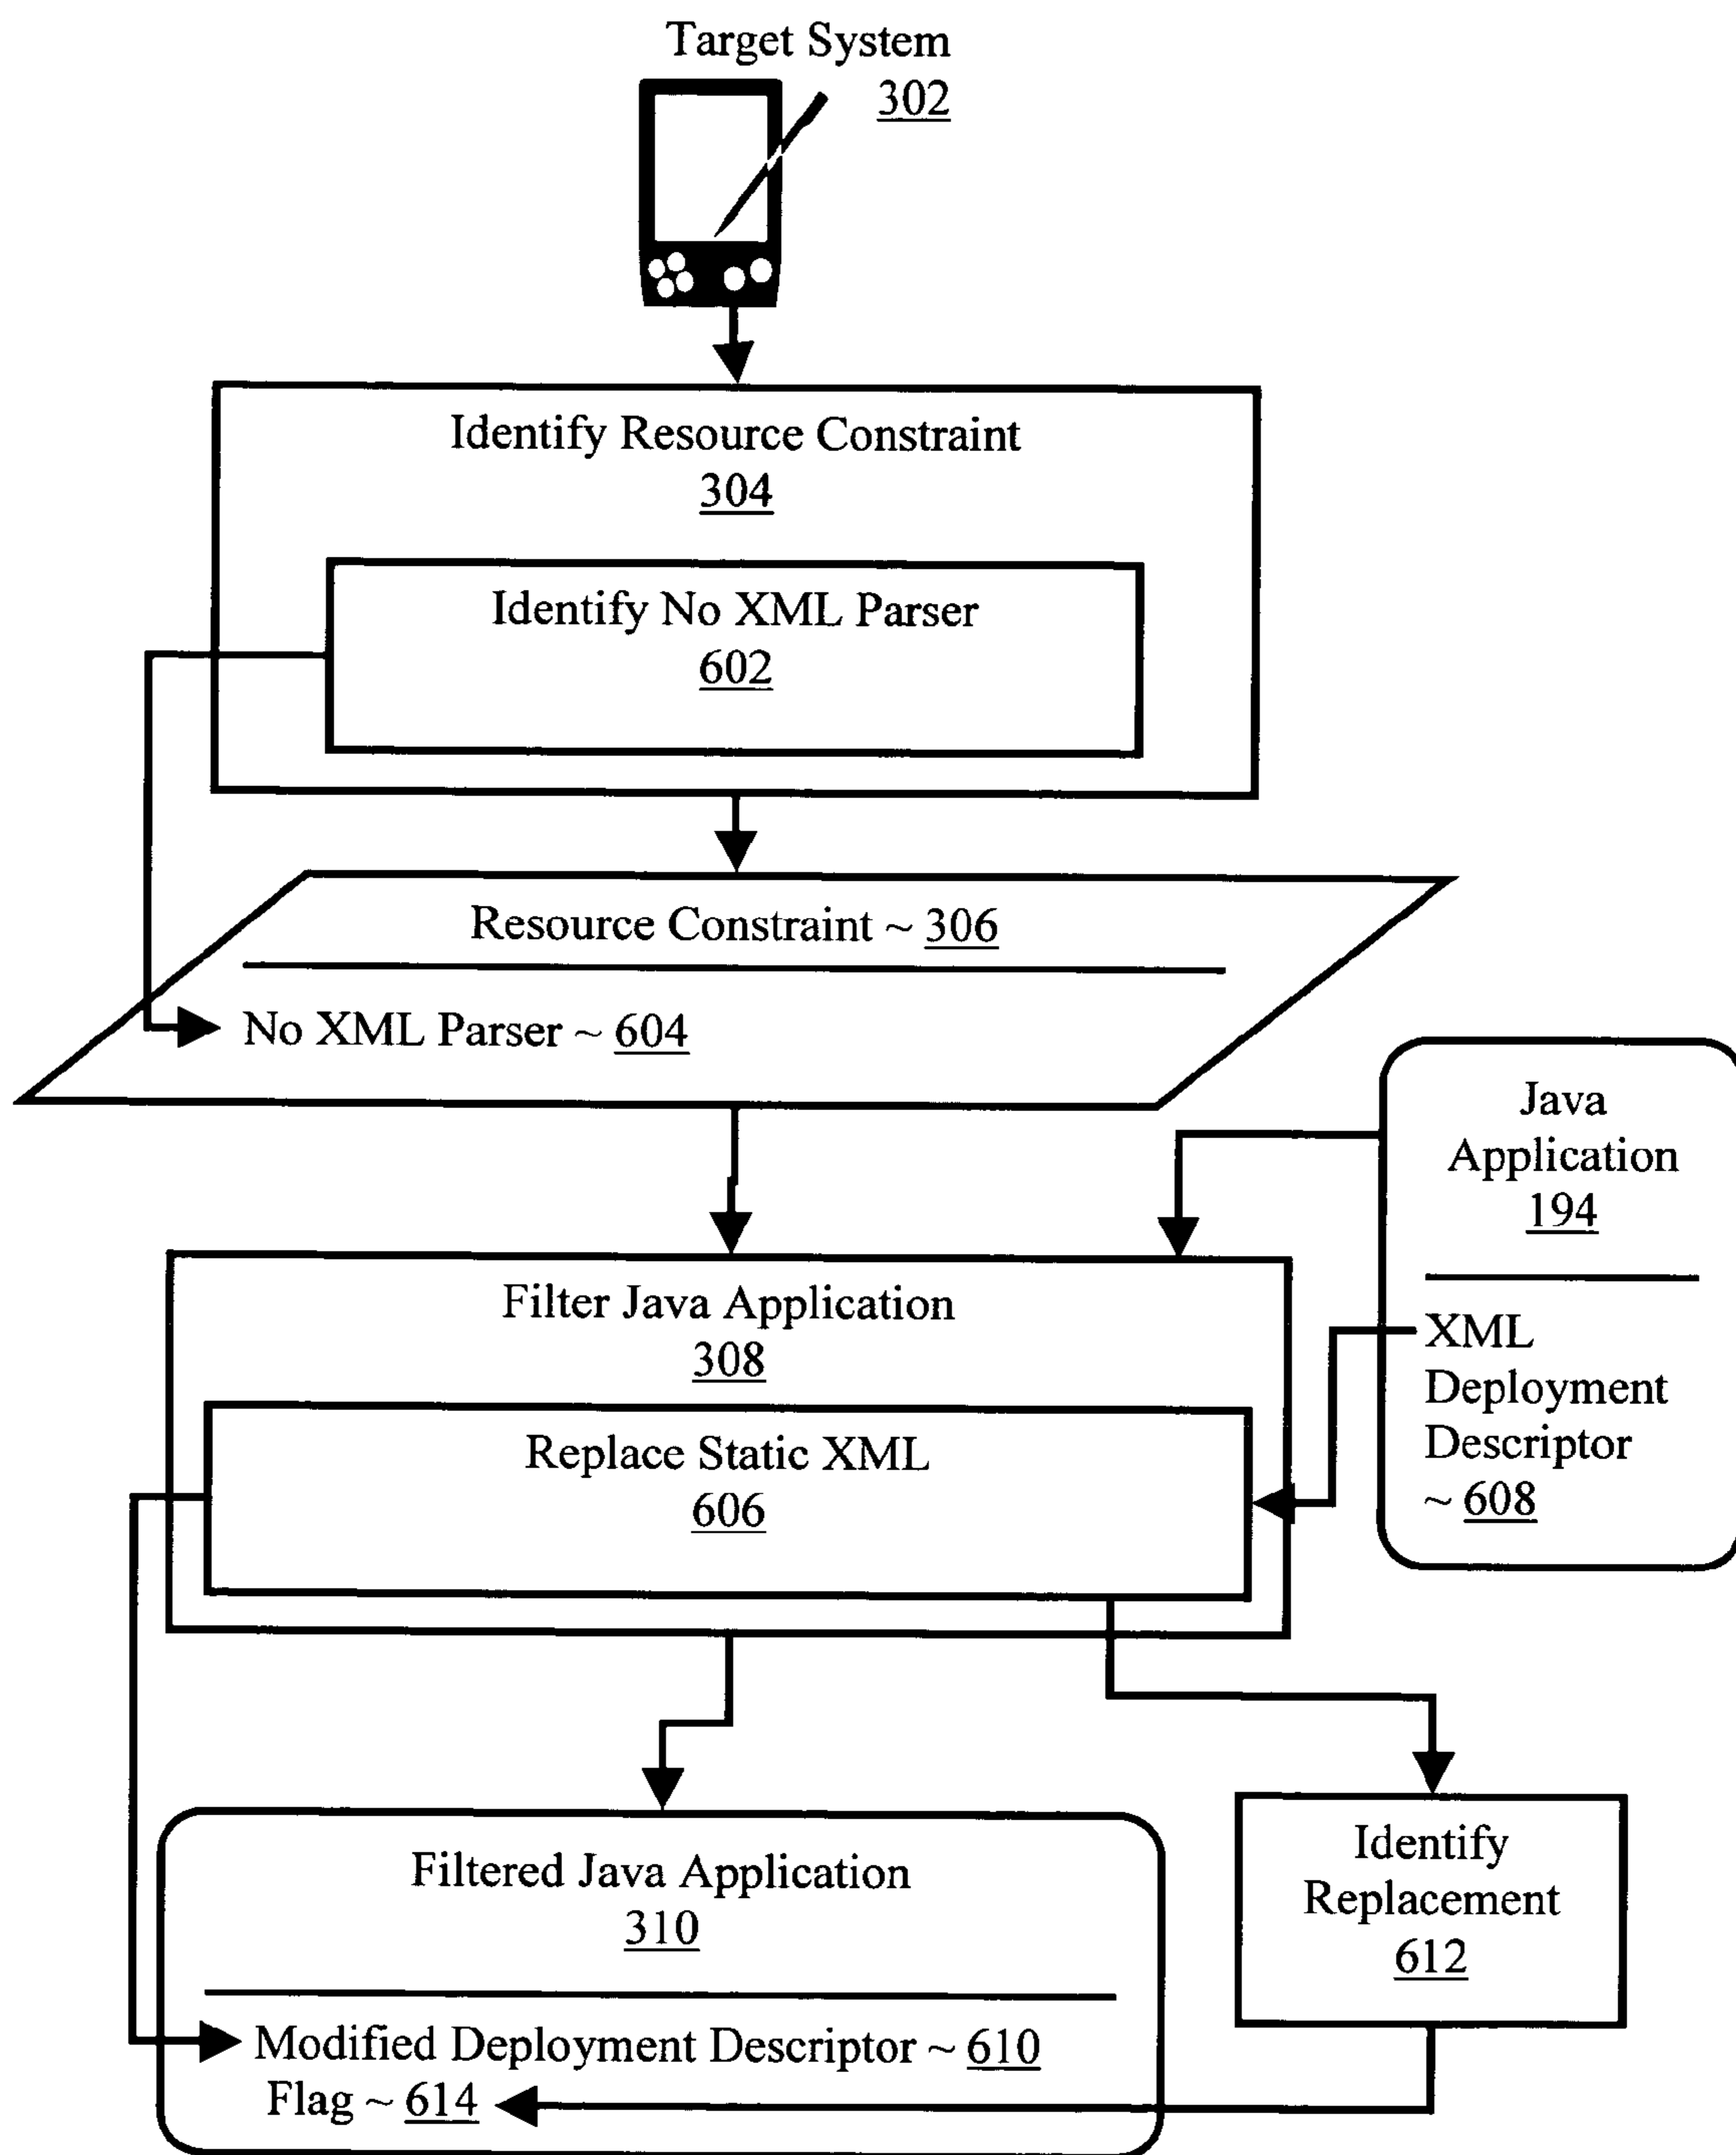 Target System
302
Identify Resource Constraint
304
Identify No XML Parser
602
Resource Constraint ~ 306
No XML Parser ~ 604
Java
Application
194
XML
Deployment
Descriptor
~ 608
Filter Java Application
308
Replace Static XML
606
Filtered Java Application
310
Modified Deployment Descriptor ~ 610
Flag ~ 614
Identify
Replacement
612